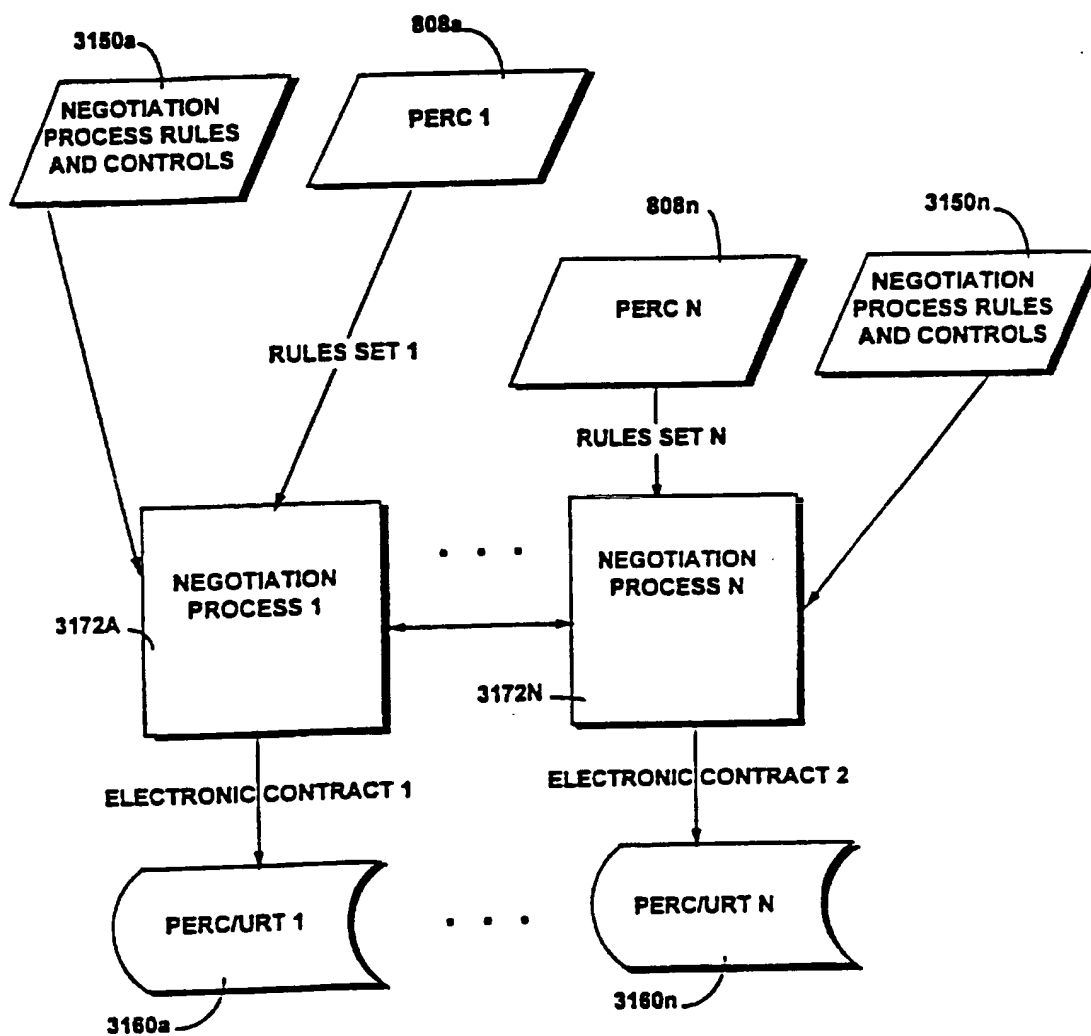 3150a
808a
NEGOTIATION
PROCESS RULES
AND CONTROLS
PERC 1
808n
3150n
PERC N
NEGOTIATION
PROCESS RULES
AND CONTROLS
RULES SET 1
RULES SET N
NEGOTIATION
PROCESS 1
. . .
NEGOTIATION
PROCESS N
3172A
3172N
ELECTRONIC CONTRACT 1
ELECTRONIC CONTRACT 2
PERC/URT 1
. . .
PERC/URT N
3160a
3160n